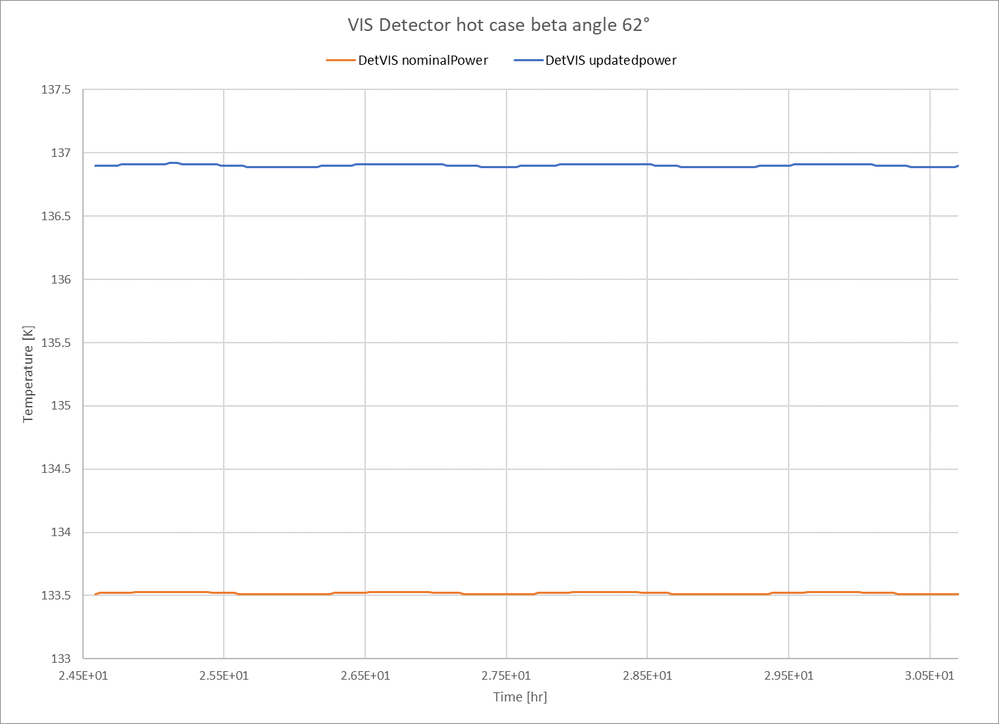 VIS Detector hot case beta angle 62°
DetVIS nominalPower DetVIS updatedpower
137.5
137
136.5
136
135.5
135
134.5
134
133.5
133
Temperature [K]
2.45E+01 2.55E+01 2.65E+01 2.75E+01 2.85E+01 2.95E+01 3.05E+01
Time [hr]